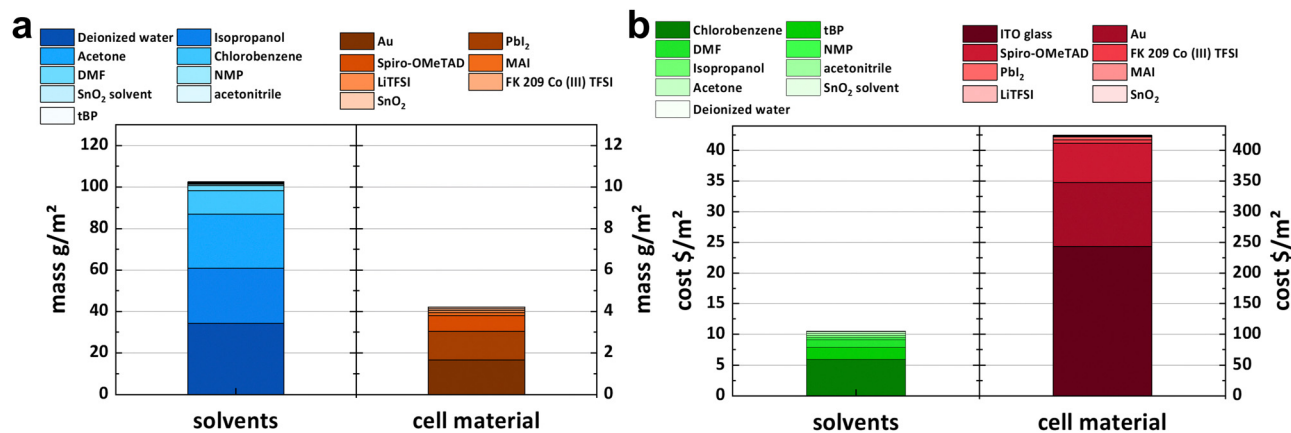 a
Deionized water
Isopropanol
Acetone
Chlorobenzene
DMF
NMP
SnO₂ solvent
acetonitrile
tBP
Au
PbI₂
Spiro-OMeTAD
MAI
LiTFSI
FK 209 Co (III) TFSI
SnO₂
mass g/m²
120
100
80
60
40
20
0
12
10
8
6
4
2
0
mass g/m²
solvents
cell material
b
Chlorobenzene
tBP
DMF
NMP
Isopropanol
acetonitrile
Acetone
SnO₂ solvent
Deionized water
ITO glass
Au
Spiro-OMeTAD
FK 209 Co (III) TFSI
PbI₂
MAI
LiTFSI
SnO₂
cost $/m²
40
35
30
25
20
15
10
5
0
400
350
300
250
200
150
100
50
0
cost $/m²
solvents
cell material